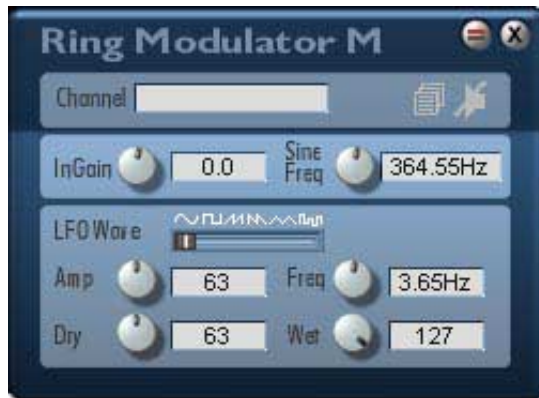 Ring Modulator M
Channel
InGain 0.0 Sine Freq 364.55Hz
LFO Wave
Amp 63 Freq 3.65Hz
Dry 63 Wet 127